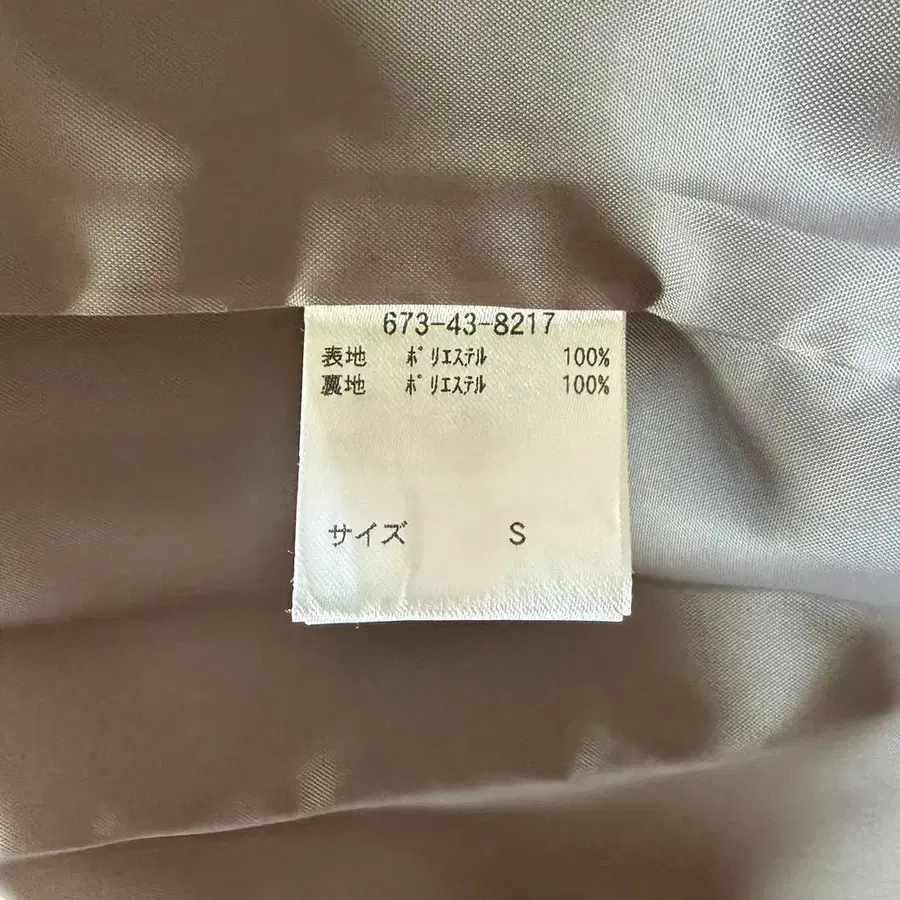 673-43-8217
表地 ポリエステル 100%
裏地 ポリエステル 100%
サイズ S